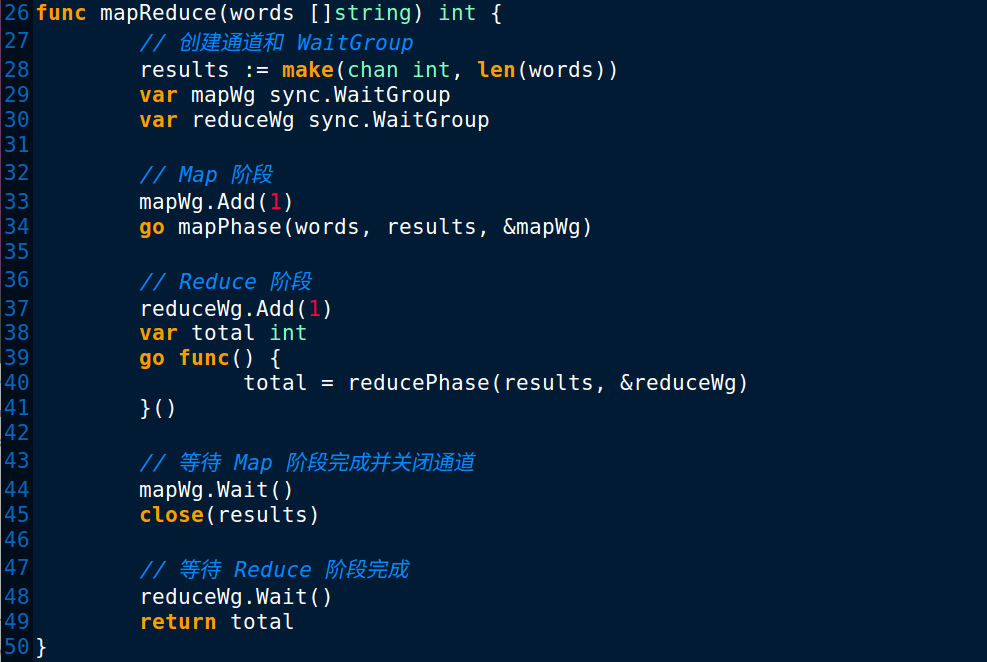 26 func mapReduce(words []string) int {
27         // 创建通道和 WaitGroup
28         results := make(chan int, len(words))
29         var mapWg sync.WaitGroup
30         var reduceWg sync.WaitGroup
31
32         // Map 阶段
33         mapWg.Add(1)
34         go mapPhase(words, results, &mapWg)
35
36         // Reduce 阶段
37         reduceWg.Add(1)
38         var total int
39         go func() {
40                 total = reducePhase(results, &reduceWg)
41         }()
42
43         // 等待 Map 阶段完成并关闭通道
44         mapWg.Wait()
45         close(results)
46
47         // 等待 Reduce 阶段完成
48         reduceWg.Wait()
49         return total
50 }